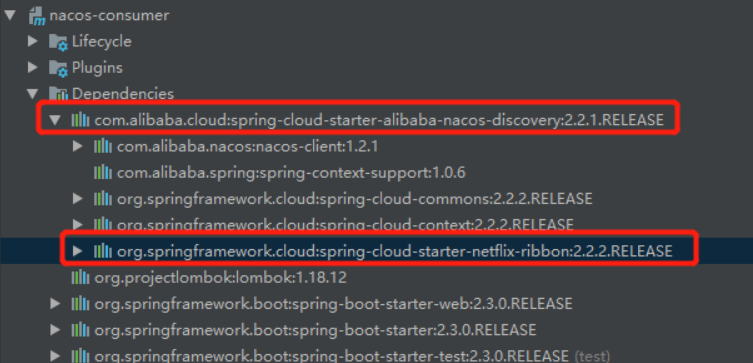 nacos-consumer
Lifecycle
Plugins
Dependencies
com.alibaba.cloud:spring-cloud-starter-alibaba-nacos-discovery:2.2.1.RELEASE
com.alibaba.nacos:nacos-client:1.2.1
com.alibaba.spring:spring-context-support:1.0.6
org.springframework.cloud:spring-cloud-commons:2.2.2.RELEASE
org.springframework.cloud:spring-cloud-context:2.2.2.RELEASE
org.springframework.cloud:spring-cloud-starter-netflix-ribbon:2.2.2.RELEASE
org.projectlombok:lombok:1.18.12
org.springframework.boot:spring-boot-starter-web:2.3.0.RELEASE
org.springframework.boot:spring-boot-starter:2.3.0.RELEASE
org.springframework.boot:spring-boot-starter-test:2.3.0.RELEASE (test)